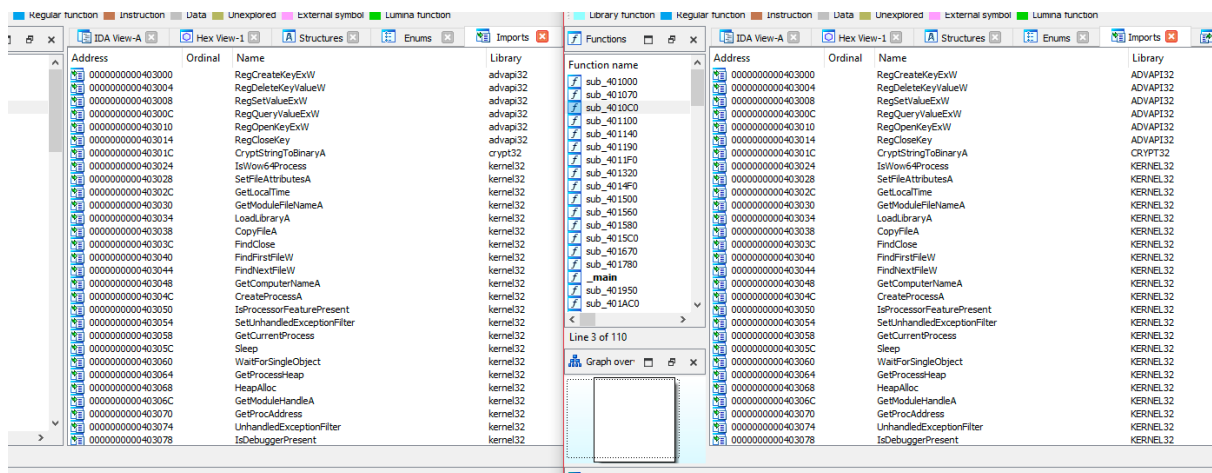 Regular function Instruction Data Unexplored External symbol Lumina function
IDA View-A Hex View-1 Structures Enums Imports
Address Ordinal Name Library
0000000000403000 RegCreateKeyExW advapi32
0000000000403004 RegDeleteKeyValueW advapi32
0000000000403008 RegSetValueExW advapi32
000000000040300C RegQueryValueExW advapi32
0000000000403010 RegOpenKeyExW advapi32
0000000000403014 RegCloseKey advapi32
000000000040301C CryptStringToBinaryA crypt32
0000000000403024 IsWow64Process kernel32
0000000000403028 SetFileAttributesA kernel32
000000000040302C GetLocalTime kernel32
0000000000403030 GetModuleFileNameA kernel32
0000000000403034 LoadLibraryA kernel32
0000000000403038 CopyFileA kernel32
000000000040303C FindClose kernel32
0000000000403040 FindFirstFileW kernel32
0000000000403044 FindNextFileW kernel32
0000000000403048 GetComputerNameA kernel32
000000000040304C CreateProcessA kernel32
0000000000403050 IsProcessorFeaturePresent kernel32
0000000000403054 SetUnhandledExceptionFilter kernel32
0000000000403058 GetCurrentProcess kernel32
000000000040305C Sleep kernel32
0000000000403060 WaitForSingleObject kernel32
0000000000403064 GetProcessHeap kernel32
0000000000403068 HeapAlloc kernel32
000000000040306C GetModuleHandleA kernel32
0000000000403070 GetProcAddress kernel32
0000000000403074 UnhandledExceptionFilter kernel32
0000000000403078 IsDebuggerPresent kernel32
Library function Regular function Instruction Data Unexplored External symbol Lumina function
Functions
Function name
sub_401000
sub_401070
sub_4010C0
sub_401100
sub_401140
sub_401190
sub_4011F0
sub_401320
sub_4014F0
sub_401500
sub_401560
sub_401580
sub_4015C0
sub_401670
sub_401780
_main
sub_401950
sub_401AC0
Line 3 of 110
Graph over
IDA View-A Hex View-1 Structures Enums Imports
Address Ordinal Name Library
0000000000403000 RegCreateKeyExW ADVAPI32
0000000000403004 RegDeleteKeyValueW ADVAPI32
0000000000403008 RegSetValueExW ADVAPI32
000000000040300C RegQueryValueExW ADVAPI32
0000000000403010 RegOpenKeyExW ADVAPI32
0000000000403014 RegCloseKey ADVAPI32
000000000040301C CryptStringToBinaryA CRYPT32
0000000000403024 IsWow64Process KERNEL32
0000000000403028 SetFileAttributesA KERNEL32
000000000040302C GetLocalTime KERNEL32
0000000000403030 GetModuleFileNameA KERNEL32
0000000000403034 LoadLibraryA KERNEL32
0000000000403038 CopyFileA KERNEL32
000000000040303C FindClose KERNEL32
0000000000403040 FindFirstFileW KERNEL32
0000000000403044 FindNextFileW KERNEL32
0000000000403048 GetComputerNameA KERNEL32
000000000040304C CreateProcessA KERNEL32
0000000000403050 IsProcessorFeaturePresent KERNEL32
0000000000403054 SetUnhandledExceptionFilter KERNEL32
0000000000403058 GetCurrentProcess KERNEL32
000000000040305C Sleep KERNEL32
0000000000403060 WaitForSingleObject KERNEL32
0000000000403064 GetProcessHeap KERNEL32
0000000000403068 HeapAlloc KERNEL32
000000000040306C GetModuleHandleA KERNEL32
0000000000403070 GetProcAddress KERNEL32
0000000000403074 UnhandledExceptionFilter KERNEL32
0000000000403078 IsDebuggerPresent KERNEL32